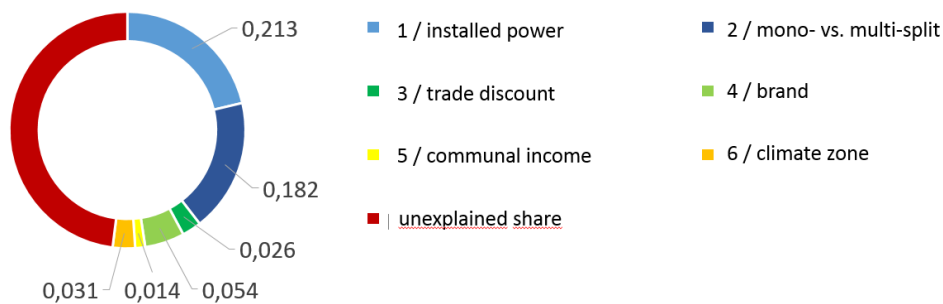 0,213
0,182
0,026
0,054
0,014
0,031
1 / installed power
2 / mono- vs. multi-split
3 / trade discount
4 / brand
5 / communal income
6 / climate zone
unexplained share